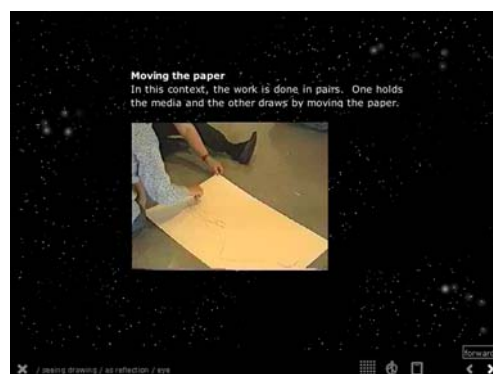 Moving the paper
In this context, the work is done in pairs. One holds
the media and the other draws by moving the paper.
forward
/ seeing drawing / as reflection / eye